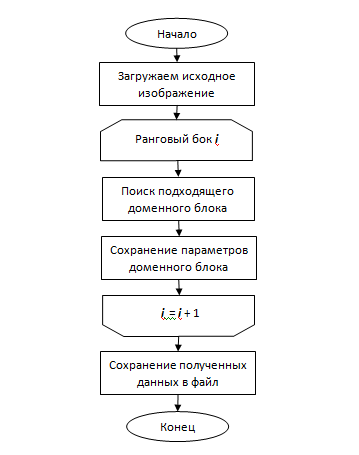 Начало
Загружаем исходное
изображение
Ранговый бок i
Поиск подходящего
доменного блока
Сохранение параметров
доменного блока
i = i + 1
Сохранение полученных
данных в файл
Конец